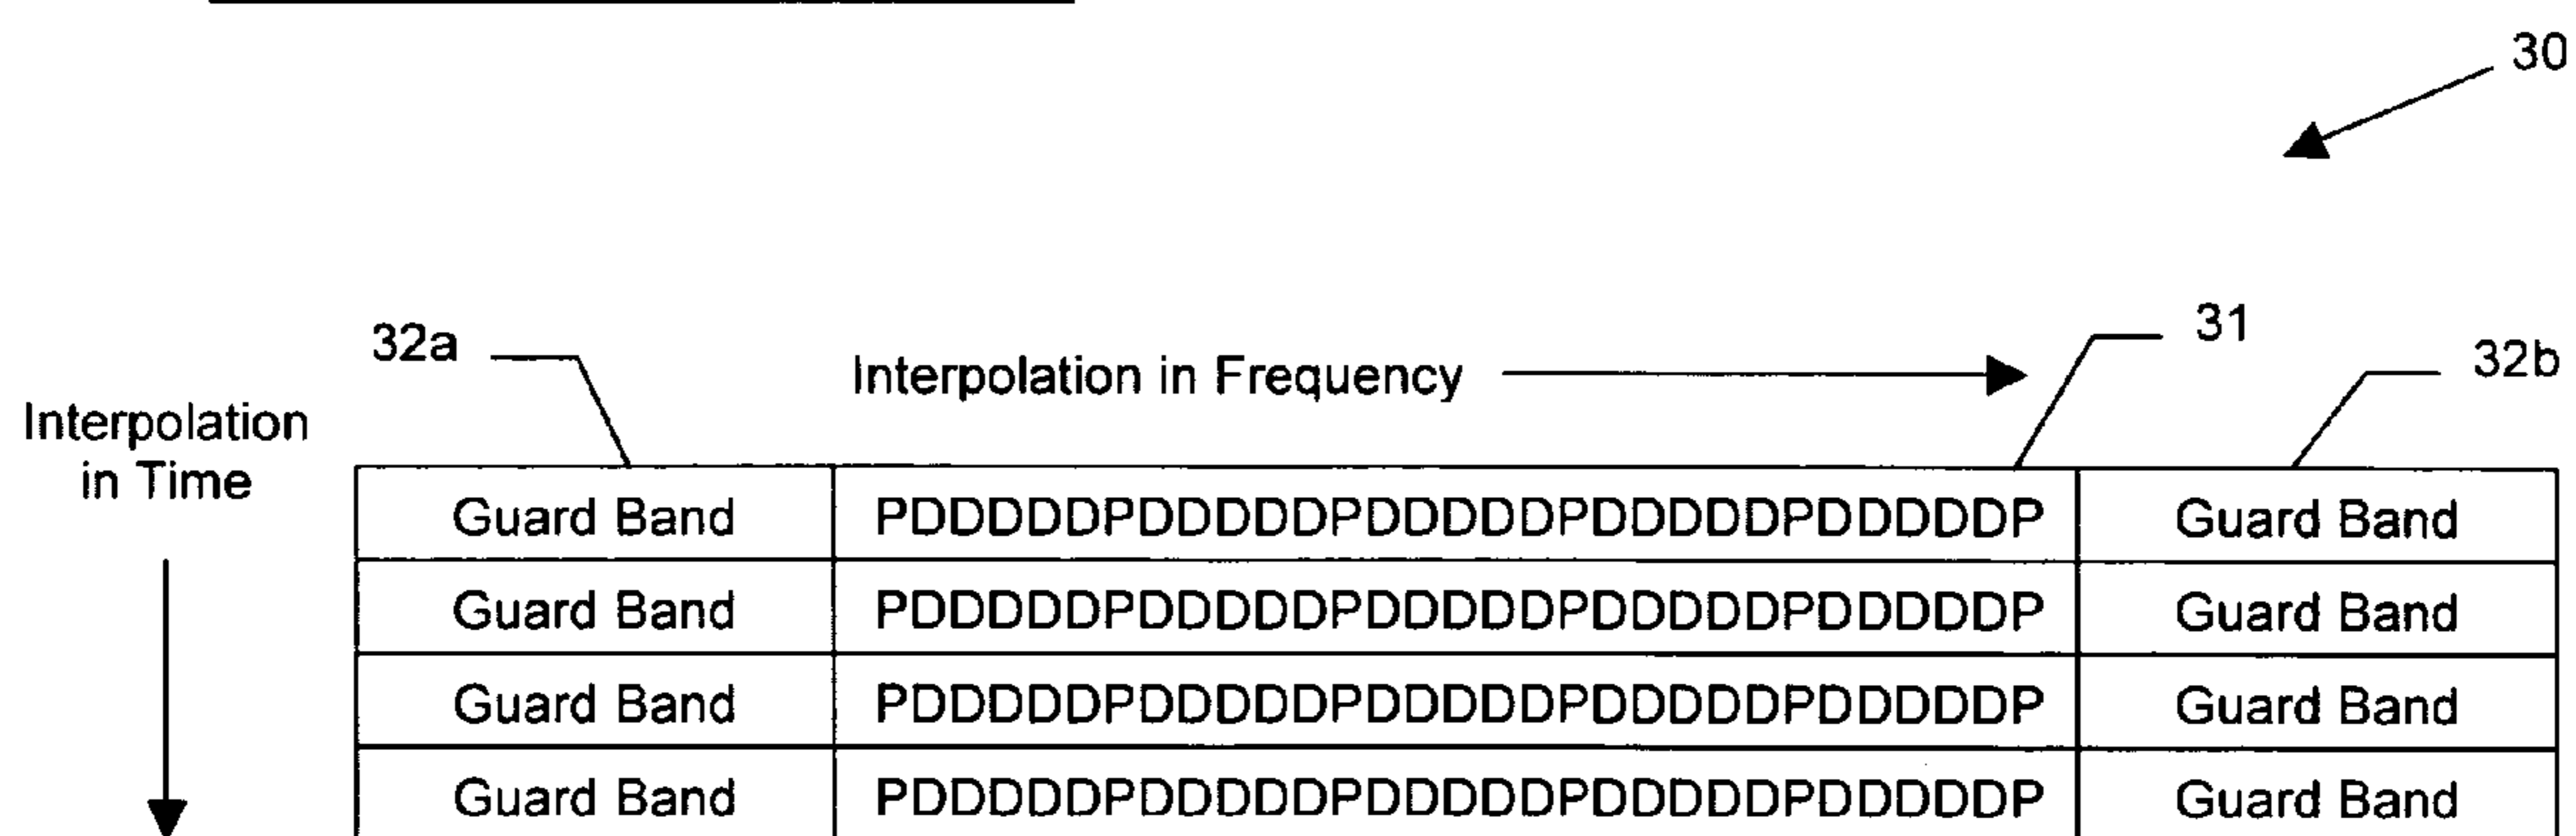 30
32a
Interpolation in Frequency
31
32b
Interpolation
in Time
Guard Band PDDDDDPDDDDDPDDDDDPDDDDDPDDDDDP Guard Band
Guard Band PDDDDDPDDDDDPDDDDDPDDDDDPDDDDDP Guard Band
Guard Band PDDDDDPDDDDDPDDDDDPDDDDDPDDDDDP Guard Band
Guard Band PDDDDDPDDDDDPDDDDDPDDDDDPDDDDDP Guard Band